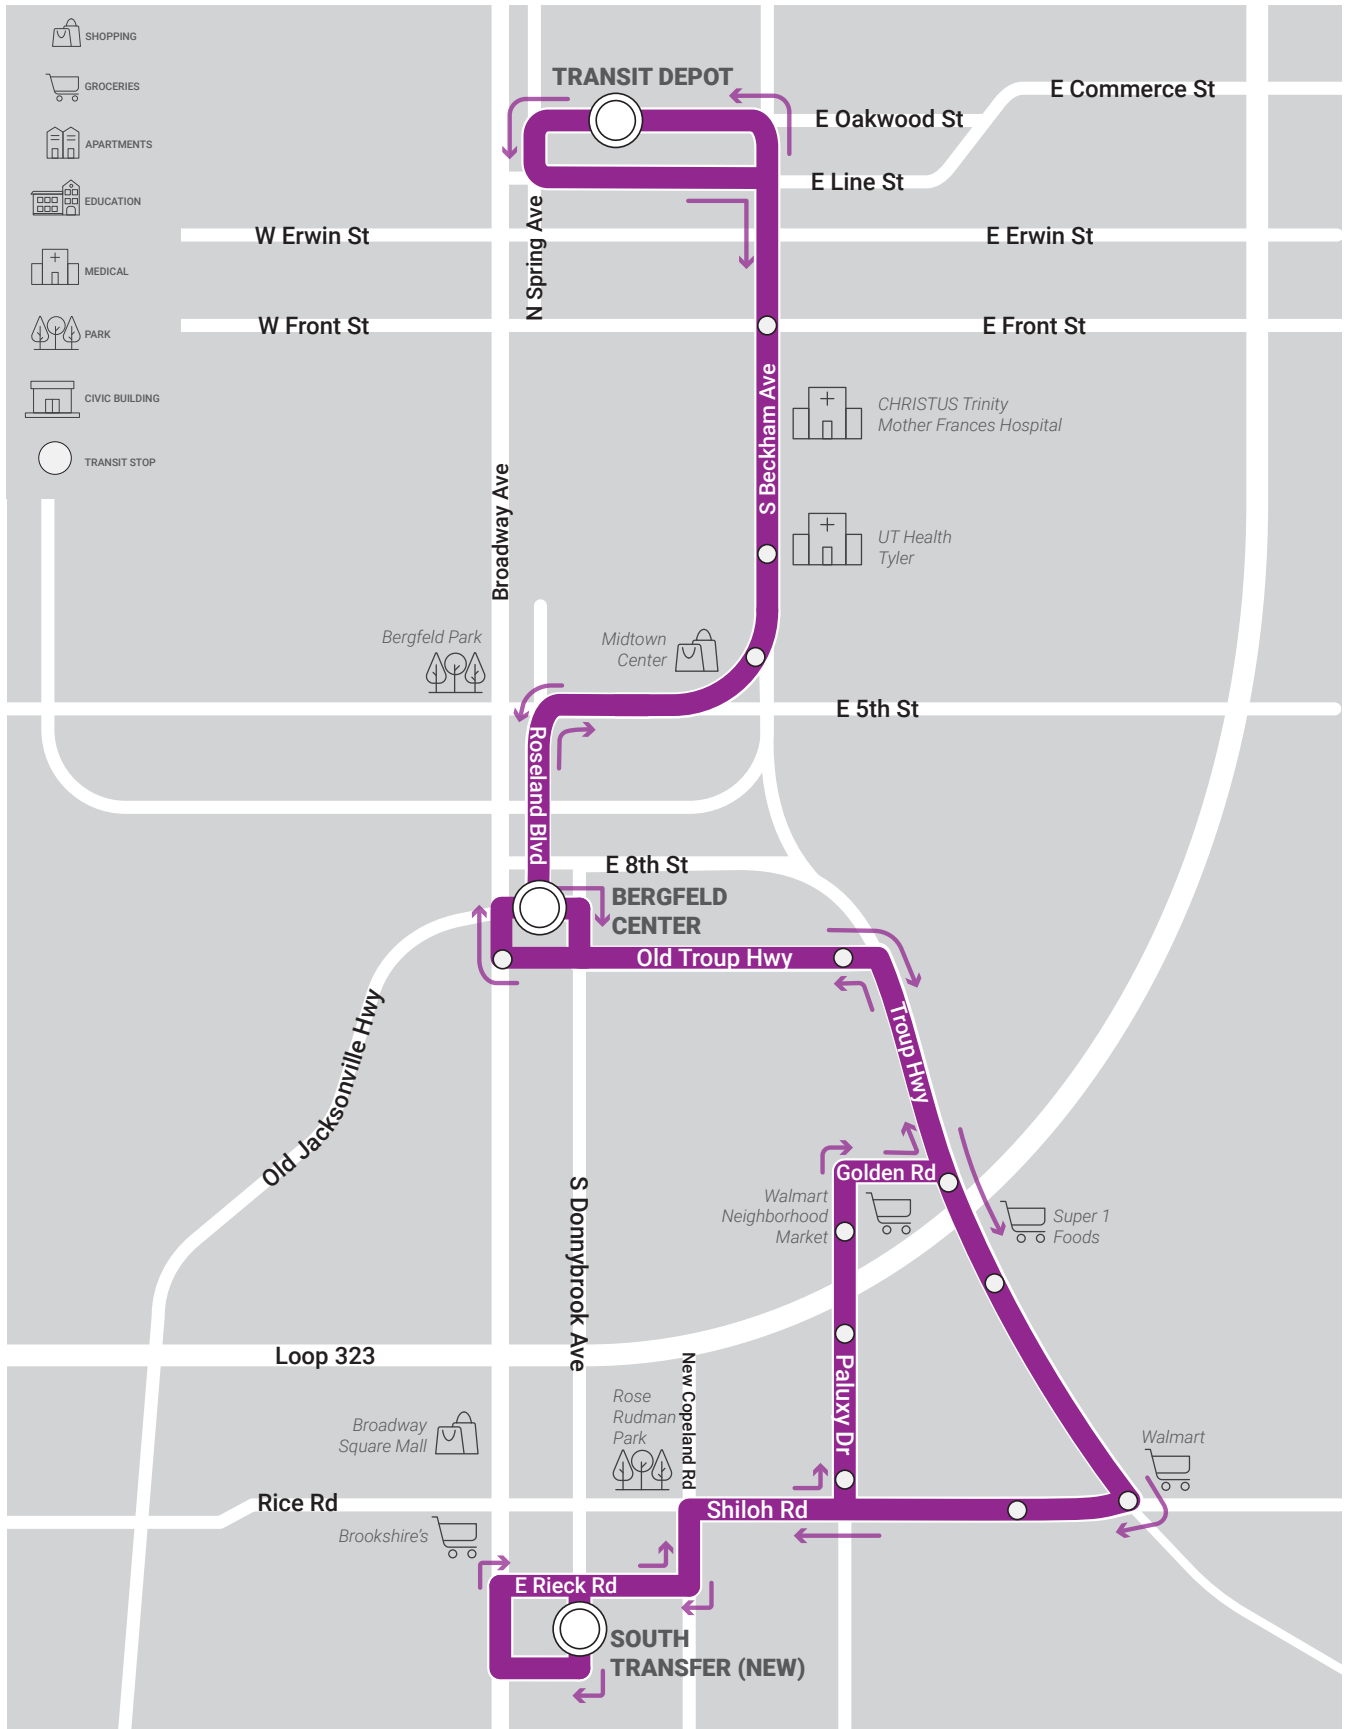 SHOPPING
GROCERIES
APARTMENTS
EDUCATION
MEDICAL
PARK
CIVIC BUILDING
TRANSIT STOP
TRANSIT DEPOT
E Commerce St
E Oakwood St
E Line St
N Spring Ave
W Erwin St
E Erwin St
W Front St
E Front St
S Beckham Ave
CHRISTUS Trinity
Mother Frances Hospital
Broadway Ave
UT Health
Tyler
Bergfeld Park
Midtown
Center
E 5th St
Roseland Blvd
E 8th St
BERGFELD
CENTER
Old Troup Hwy
Troup Hwy
Old Jacksonville Hwy
Golden Rd
Walmart
Neighborhood
Market
Super 1
Foods
S Donnybrook Ave
Loop 323
New Copeland Rd
Paluxy Dr
Rose
Rudman
Park
Broadway
Square Mall
Walmart
Rice Rd
Shiloh Rd
Brookshire's
E Rieck Rd
SOUTH
TRANSFER (NEW)